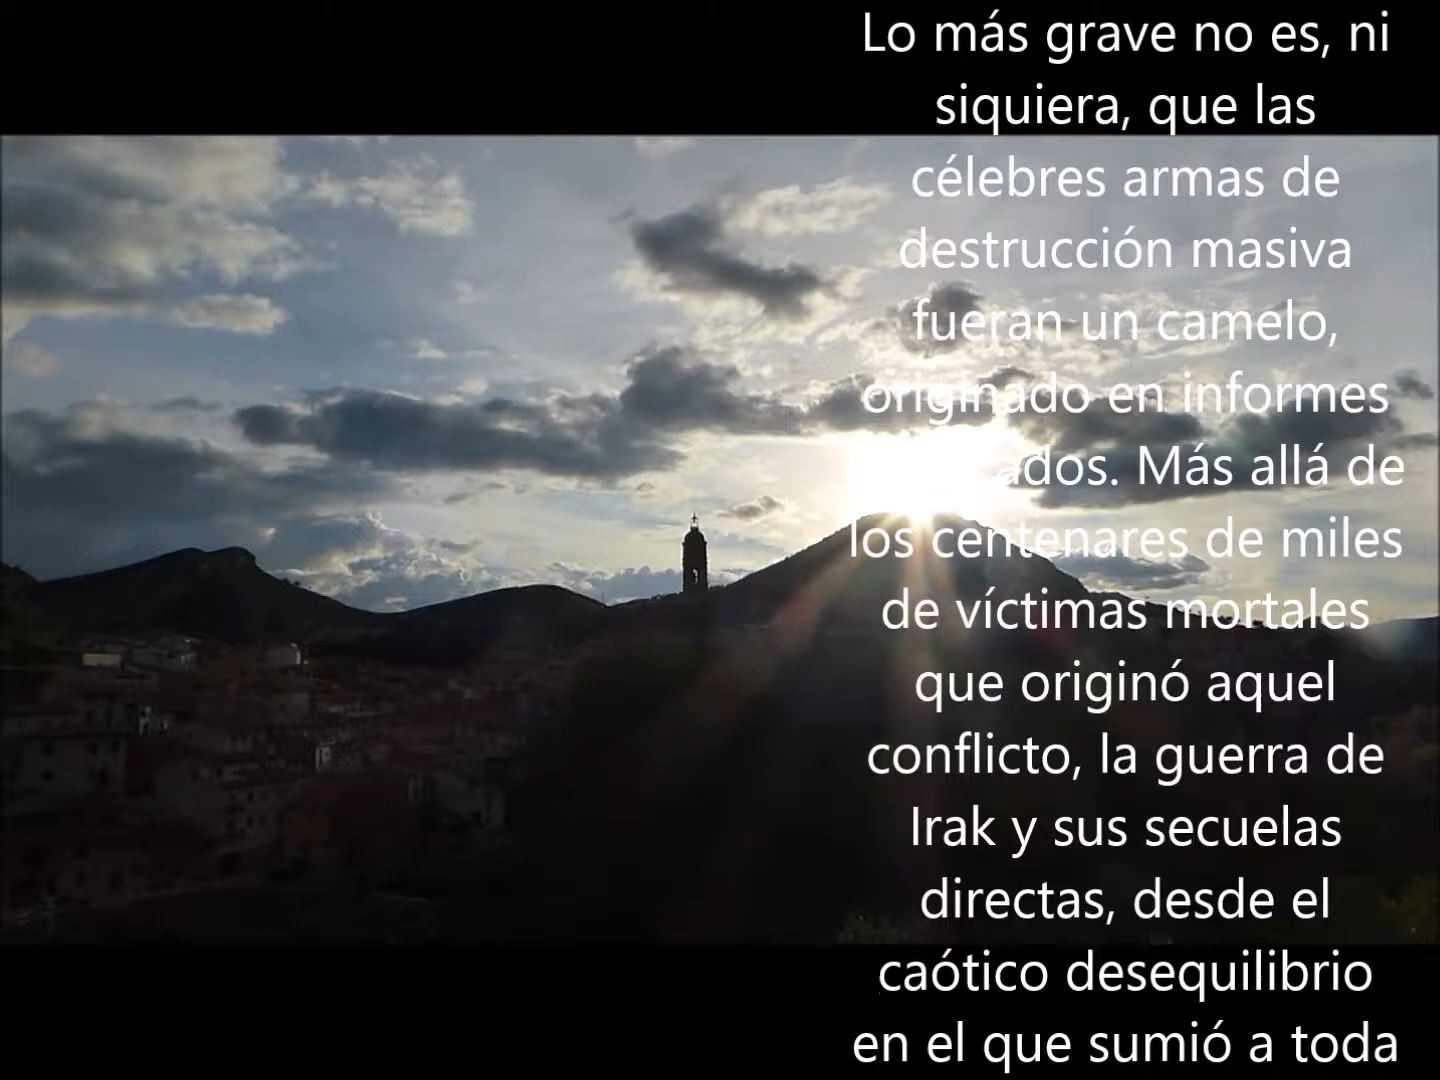 Lo más grave no es, ni
siquiera, que las
célebres armas de
destrucción masiva
fueran un camelo,
originado en informes
Más allá de
los centenares de miles
de víctimas mortales
que originó aquel
conflicto, la guerra de
Irak y sus secuelas
directas, desde el
caótico desequilibrio
en el que sumió a toda